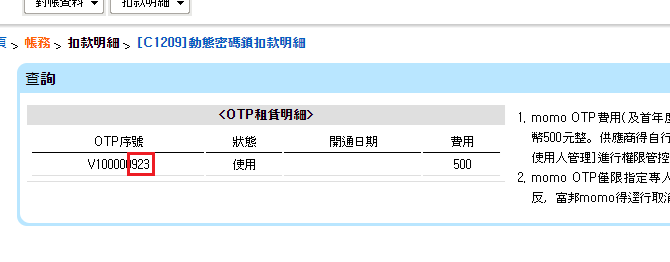 對帳資料▼ 扣款明細▼
頁 > 帳務 > 扣款明細 > [C1209]動態密碼鎖扣款明細
查詢
<OTP租賃明細>
OTP序號 狀態 開通日期 費用
V100000923 使用 500
1. momo OTP費用(及首年度
幣500元整。供應商得自行
使用人管理]進行權限管控
2. momo OTP僅限指定專人
反，富邦momo得逕行取消